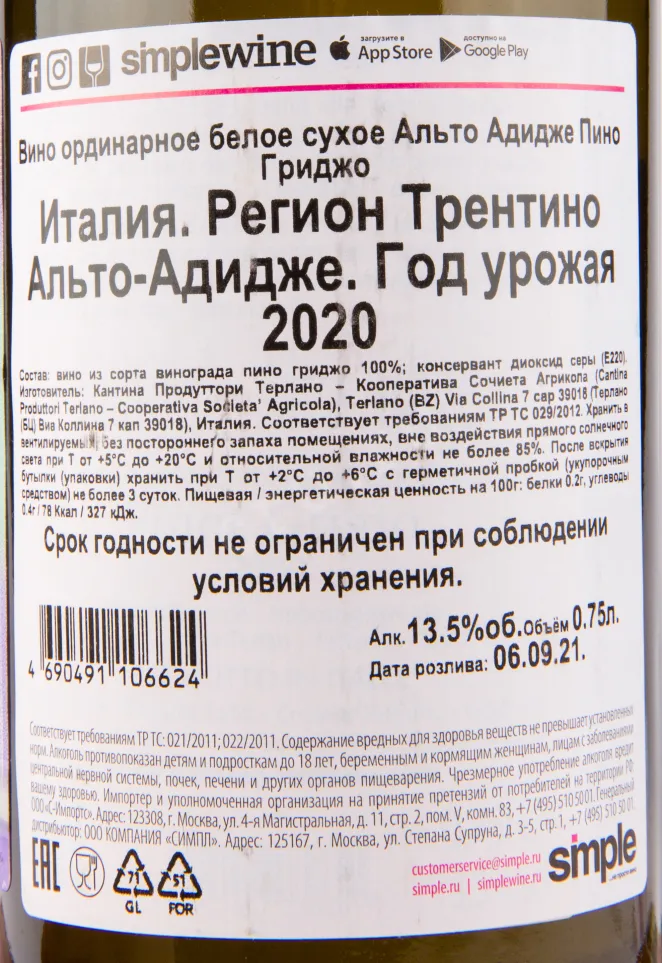 simplewine загрузите в App Store доступно на Google Play
Вино ординарное белое сухое Альто Адидже Пино
Гриджо
Италия. Регион Трентино
Альто-Адидже. Год урожая
2020
Состав: вино из сорта винограда пино гриджо 100%; консервант диоксид серы (Е220).
Изготовитель: Кантина Продуттори Терлано – Кооператива Сочиета Агрикола (Cantina
Produttori Terlano – Cooperativa Societa' Agricola), Terlano (BZ) Via Collina 7 cap 39018 (Терлано
(БЦ) Виа Коллина 7 кап 39018), Италия. Соответствует требованиям ТР ТС 029/2012. Хранить в
вентилируемых, без постороннего запаха помещениях, вне воздействия прямого солнечного
света при Т от +5°С до +20°С и относительной влажности не более 85%. После вскрытия
бутылки (упаковки) хранить при Т от +2°С до +6°С с герметичной пробкой (укупорочным
средством) не более 3 суток. Пищевая / энергетическая ценность на 100г: белки 0.2г, углеводы
0.4г / 78 Ккал / 327 кДж.
Срок годности не ограничен при соблюдении
условий хранения.
Алк. 13.5%об. Объём 0.75л.
Дата розлива: 06.09.21.
4 690491 106624
Соответствует требованиям ТР ТС: 021/2011; 022/2011. Содержание вредных для здоровья веществ не превышает установленных
норм. Алкоголь противопоказан детям и подросткам до 18 лет, беременным и кормящим женщинам, лицам с заболеваниями
центральной нервной системы, почек, печени и других органов пищеварения. Чрезмерное употребление алкоголя вредит
вашему здоровью. Импортер и уполномоченная организация на принятие претензий от потребителей на территории РФ:
ООО «С-Импортс». Адрес: 123308, г. Москва, ул. 4-я Магистральная, д. 11, стр. 2, пом. V, комн. 83, +7 (495) 510 50 01. Генеральный
дистрибьютор: ООО КОМПАНИЯ «СИМПЛ». Адрес: 125167, г. Москва, ул. Степана Супруна, д. 3-5, стр. 1, +7 (495) 510 50 01.
EAC
71
GL
51
FOR
customerservice@simple.ru
simple.ru | simplewine.ru
simple
...не просто вино